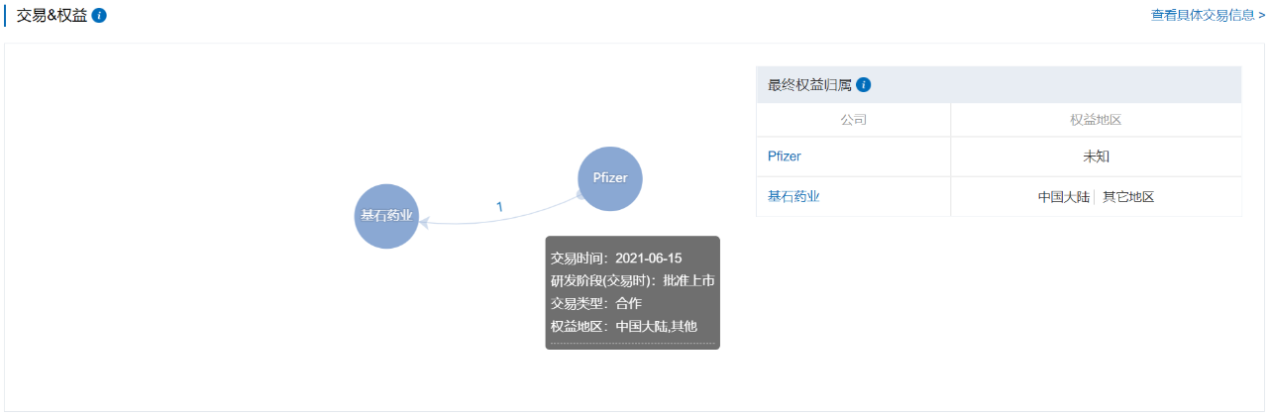 交易&权益
查看具体交易信息 >
最终权益归属
公司 权益地区
Pfizer 未知
基石药业 中国大陆 其它地区
Pfizer
1
基石药业
交易时间：2021-06-15
研发阶段(交易时)：批准上市
交易类型：合作
权益地区：中国大陆,其他